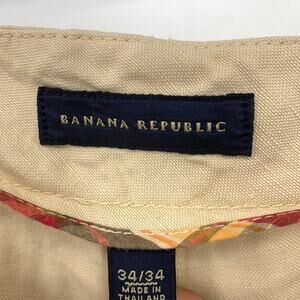 BANANA REPUBLIC
34/34
MADE IN
THAILAND